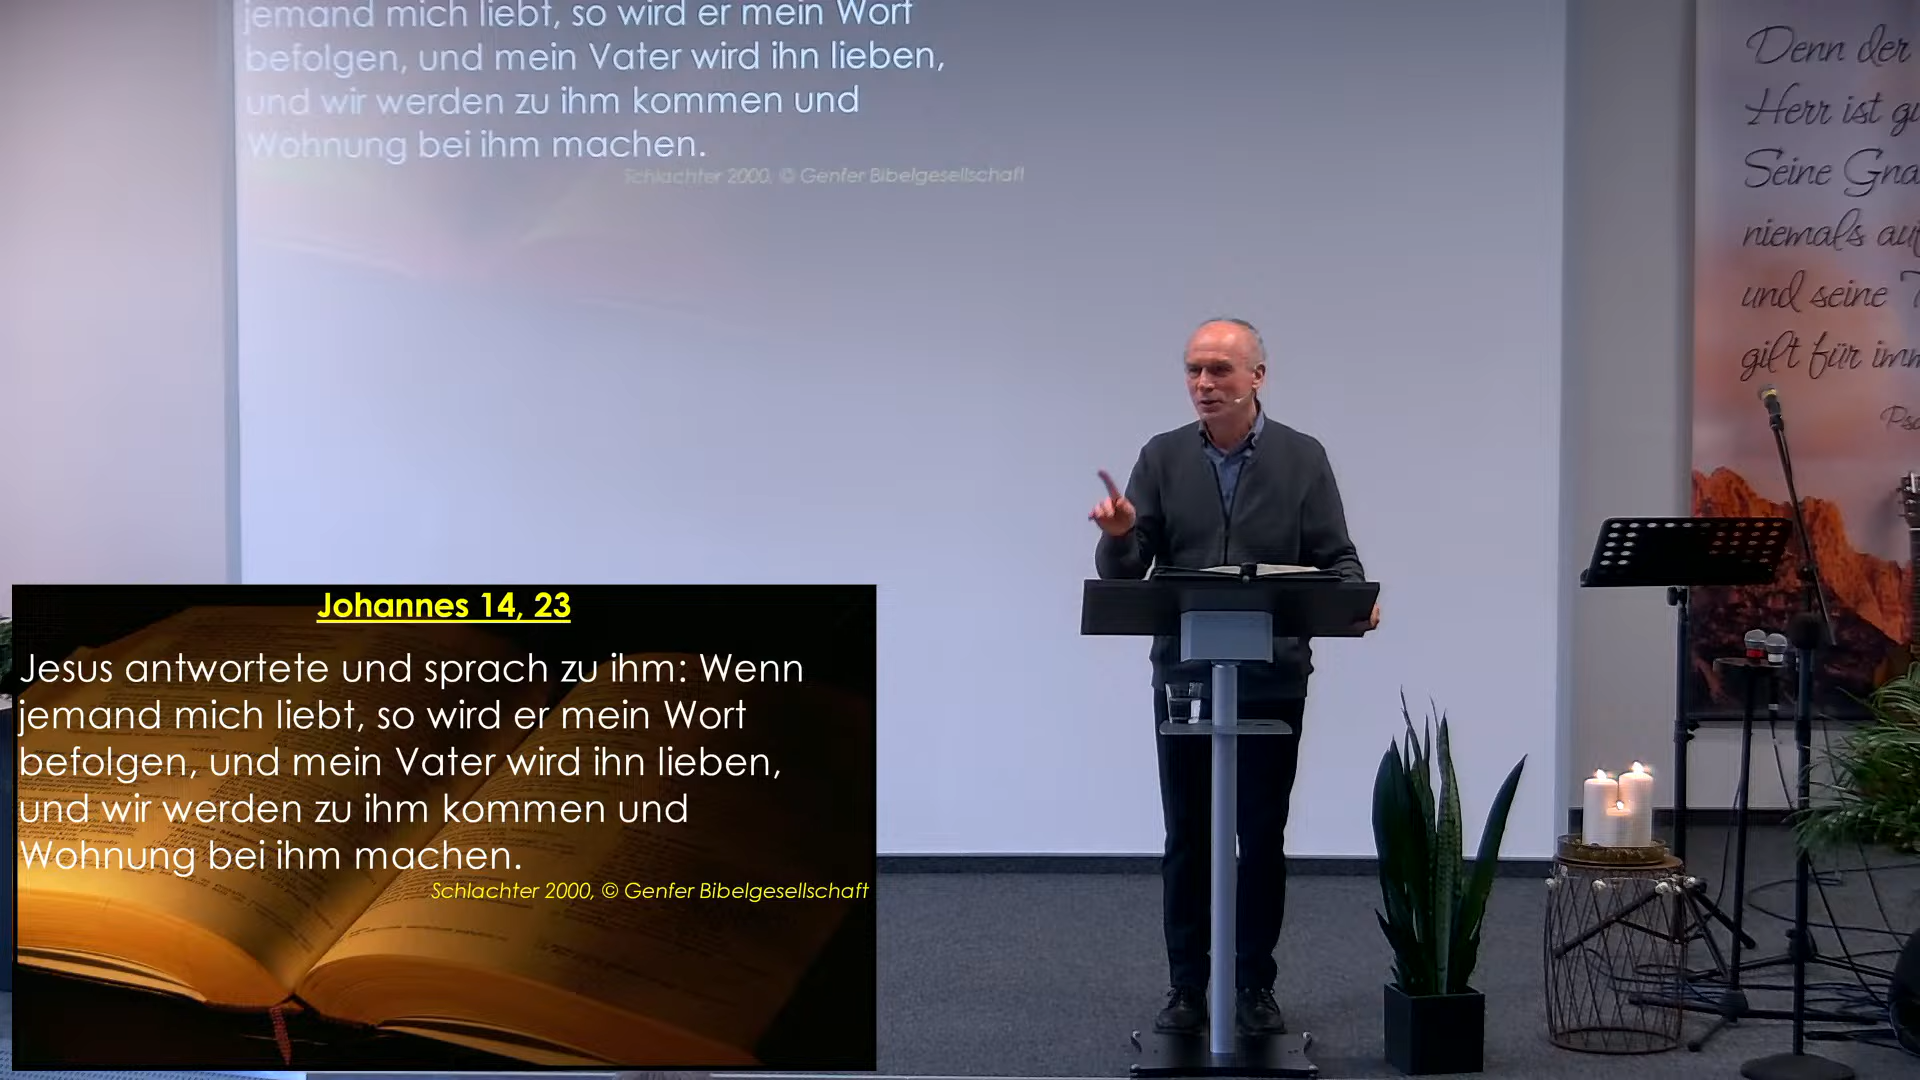 jemand mich liebt, so wird er mein Wort
befolgen, und mein Vater wird ihn lieben,
und wir werden zu ihm kommen und
Wohnung bei ihm machen.
Schlachter 2000, © Genfer Bibelgesellschaft
Denn der
Herr ist
Seine
niemals
und seine
gilt für
Johannes 14, 23
Jesus antwortete und sprach zu ihm: Wenn
jemand mich liebt, so wird er mein Wort
befolgen, und mein Vater wird ihn lieben,
und wir werden zu ihm kommen und
Wohnung bei ihm machen.
Schlachter 2000, © Genfer Bibelgesellschaft